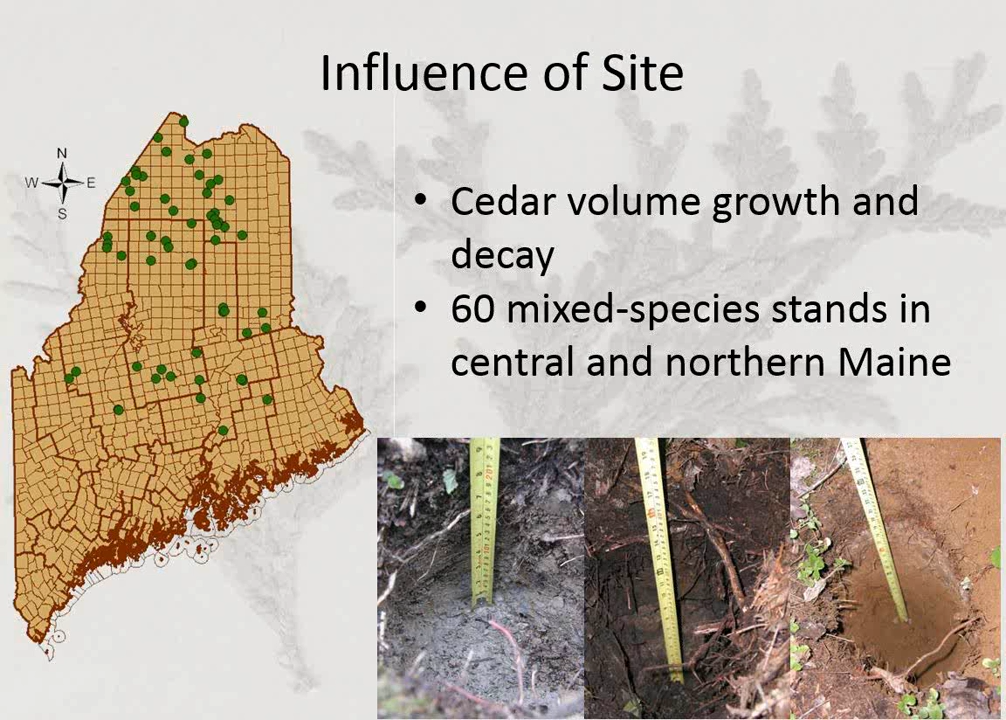 Influence of Site
N
W E
S
• Cedar volume growth and
decay
• 60 mixed-species stands in
central and northern Maine